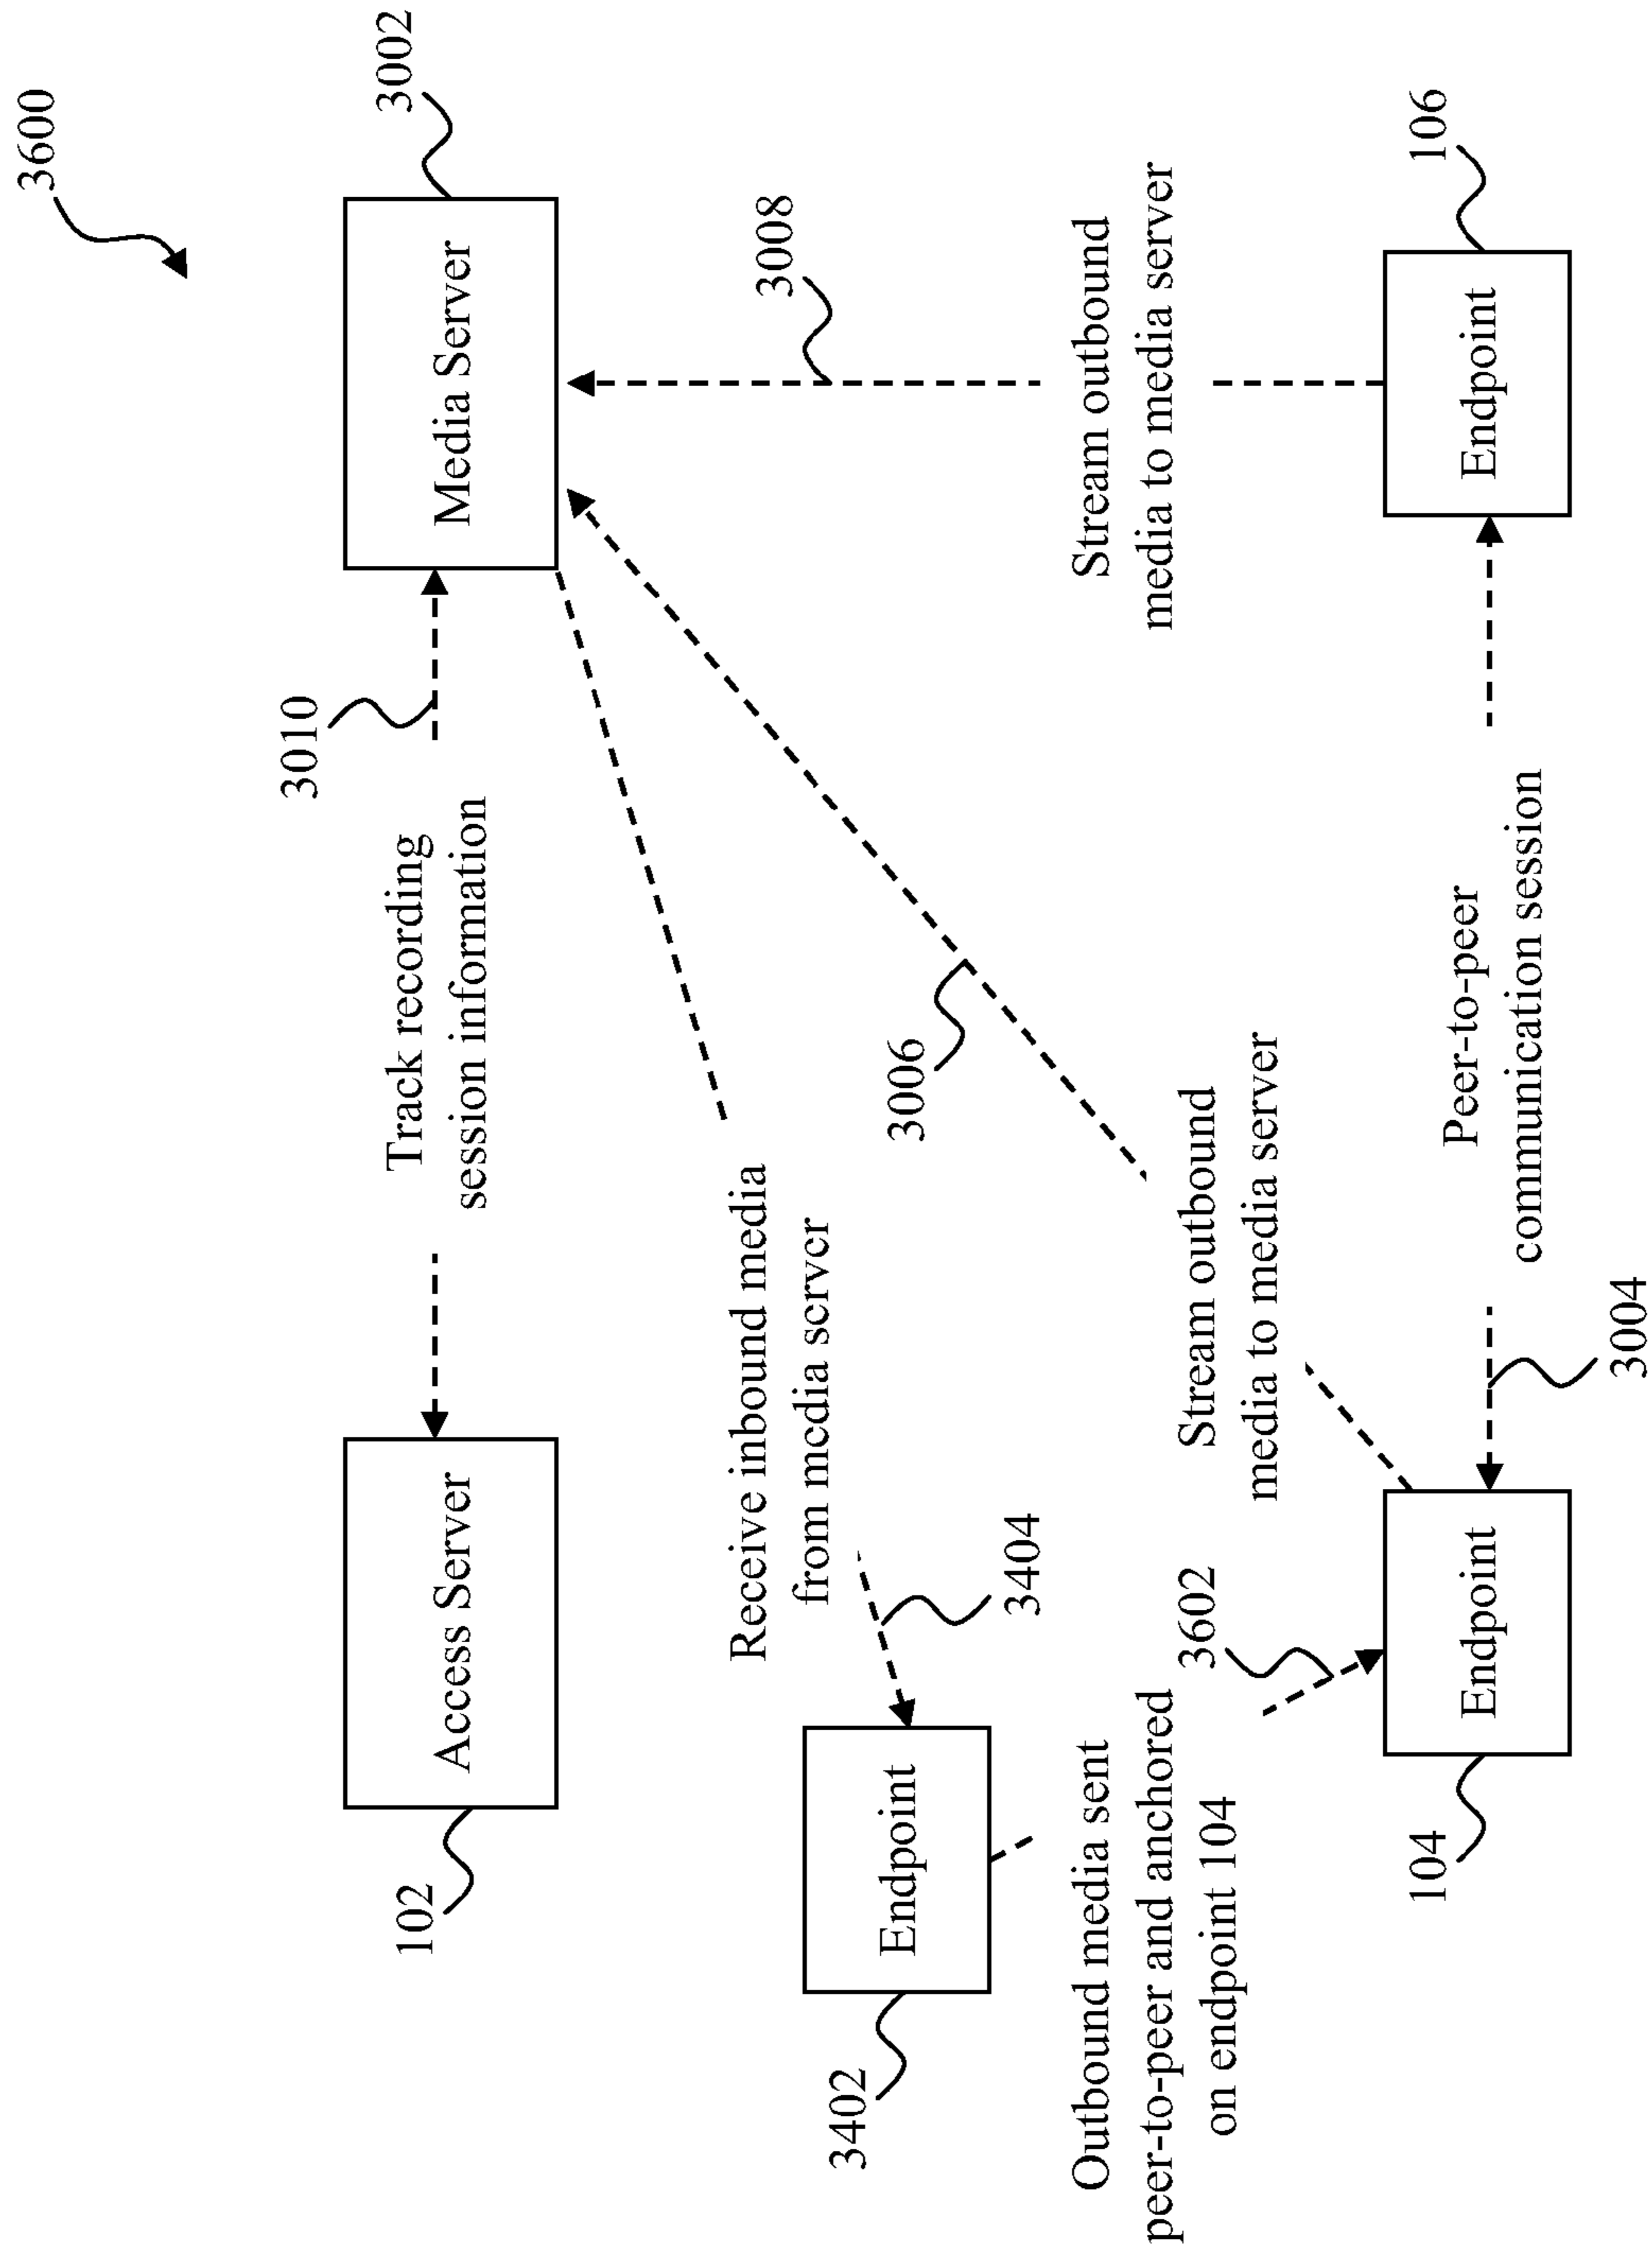 3600
102
Access Server
Track recording
session information
3010
Media Server
3002
3402
Endpoint
3404
Receive inbound media
from media server
3006
3008
Stream outbound
media to media server
Outbound media sent
peer-to-peer and anchored
on endpoint 104
3602
Stream outbound
media to media server
104
Endpoint
3004
Peer-to-peer
communication session
Endpoint
106